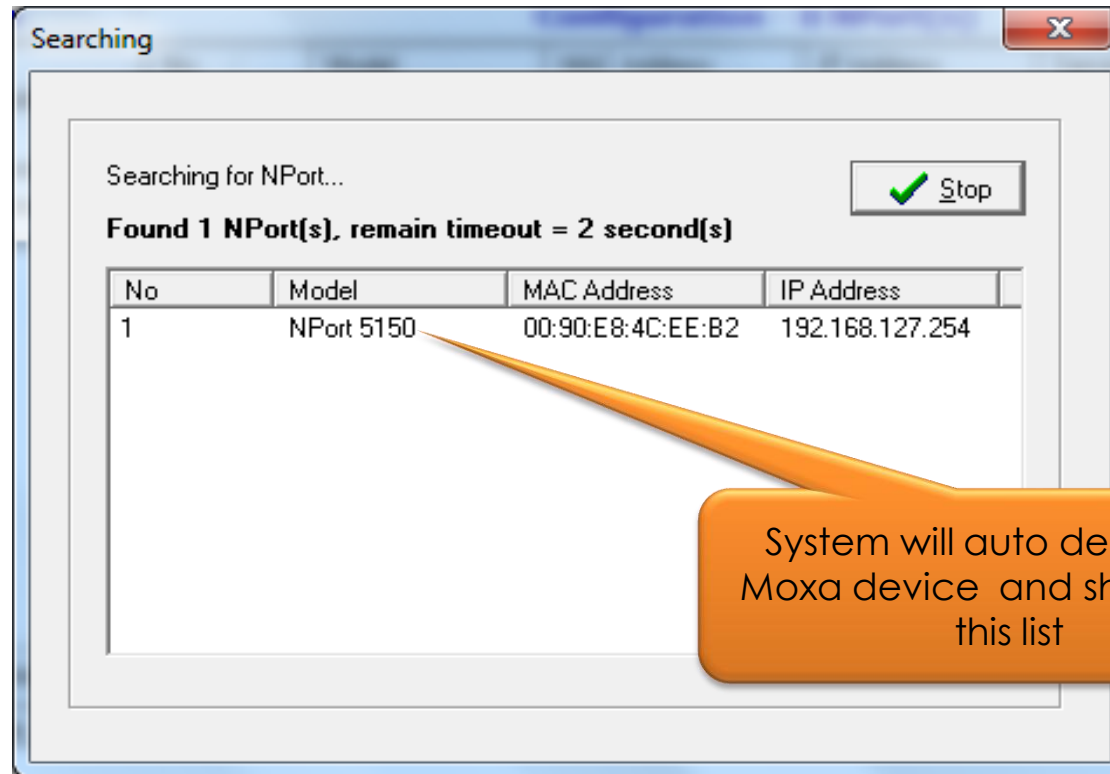 Searching
Searching for NPort...
Stop
Found 1 NPort(s), remain timeout = 2 second(s)
No Model MAC Address IP Address
1 NPort 5150 00:90:E8:4C:EE:B2 192.168.127.254
System will auto
Moxa device and
this list